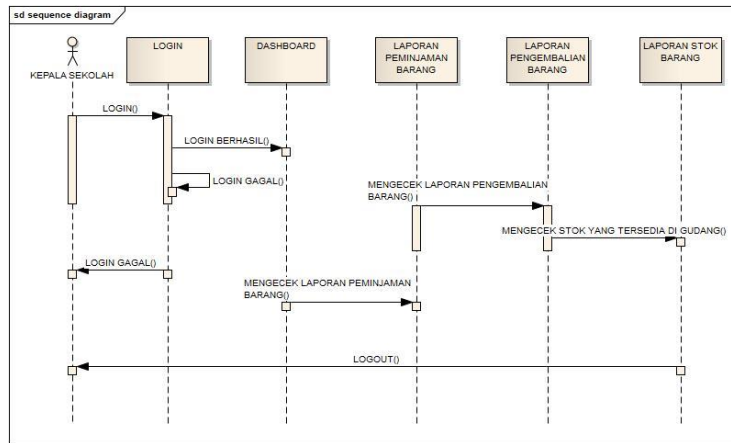 sd sequence diagram
KEPALA SEKOLAH
LOGIN
DASHBOARD
LAPORAN
PEMINJAMAN
BARANG
LAPORAN
PENGEMBALIAN
BARANG
LAPORAN STOK
BARANG
LOGIN()
LOGIN BERHASIL()
LOGIN GAGAL()
MENGECEK LAPORAN PENGEMBALIAN
BARANG()
MENGECEK STOK YANG TERSEDIA DI GUDANG()
LOGIN GAGAL()
MENGECEK LAPORAN PEMINJAMAN
BARANG()
LOGOUT()